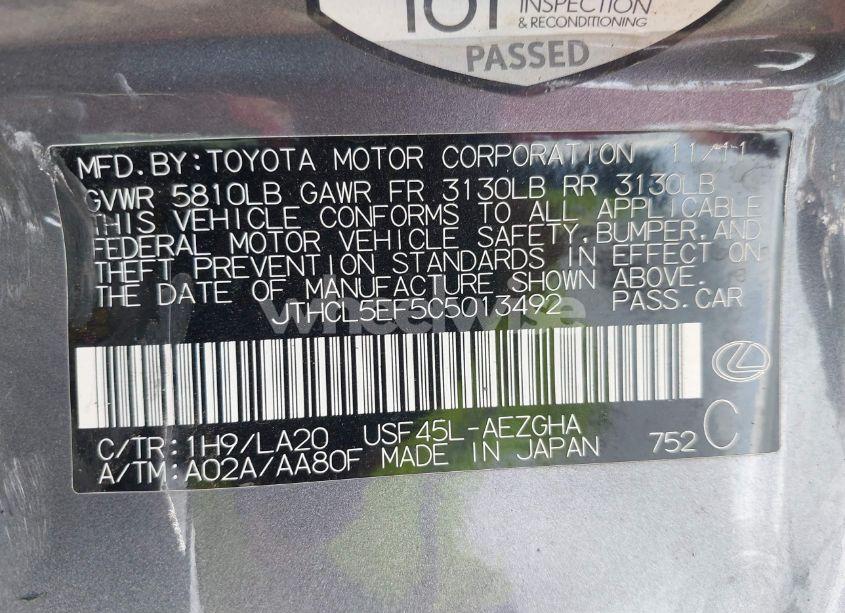 101
INSPECTION
& RECONDITIONING
PASSED
MFD.BY:TOYOTA MOTOR CORPORATION 11/11
GVWR 5810LB GAWR FR 3130LB RR 3130LB
THIS VEHICLE CONFORMS TO ALL APPLICABLE
FEDERAL MOTOR VEHICLE SAFETY,BUMPER,AND
THEFT PREVENTION STANDARDS IN EFFECT ON
THE DATE OF MANUFACTURE SHOWN ABOVE.
JTHCL5EF5C5013492 PASS.CAR
wheelwise
C/TR:1H9/LA20 USF45L-AEZGHA
A/TM:A02A/AA80F MADE IN JAPAN 752 C